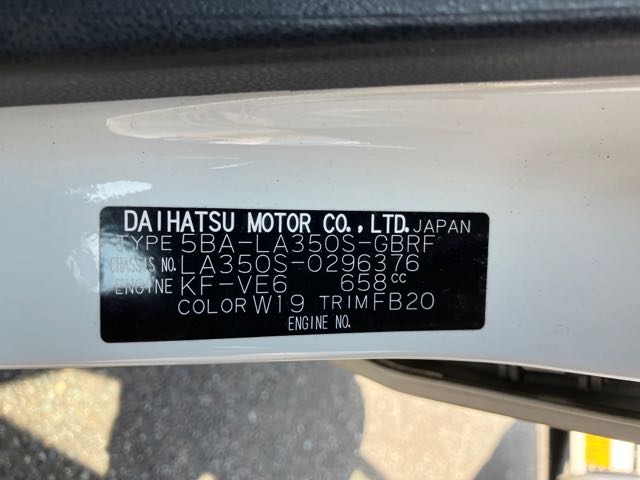 DAIHATSU MOTOR CO.,LTD. JAPAN
TYPE 5BA-LA350S-GBRF
CHASSIS NO. LA350S-0296376
ENGINE KF-VE6 658cc
COLOR W19 TRIM FB20
ENGINE NO.